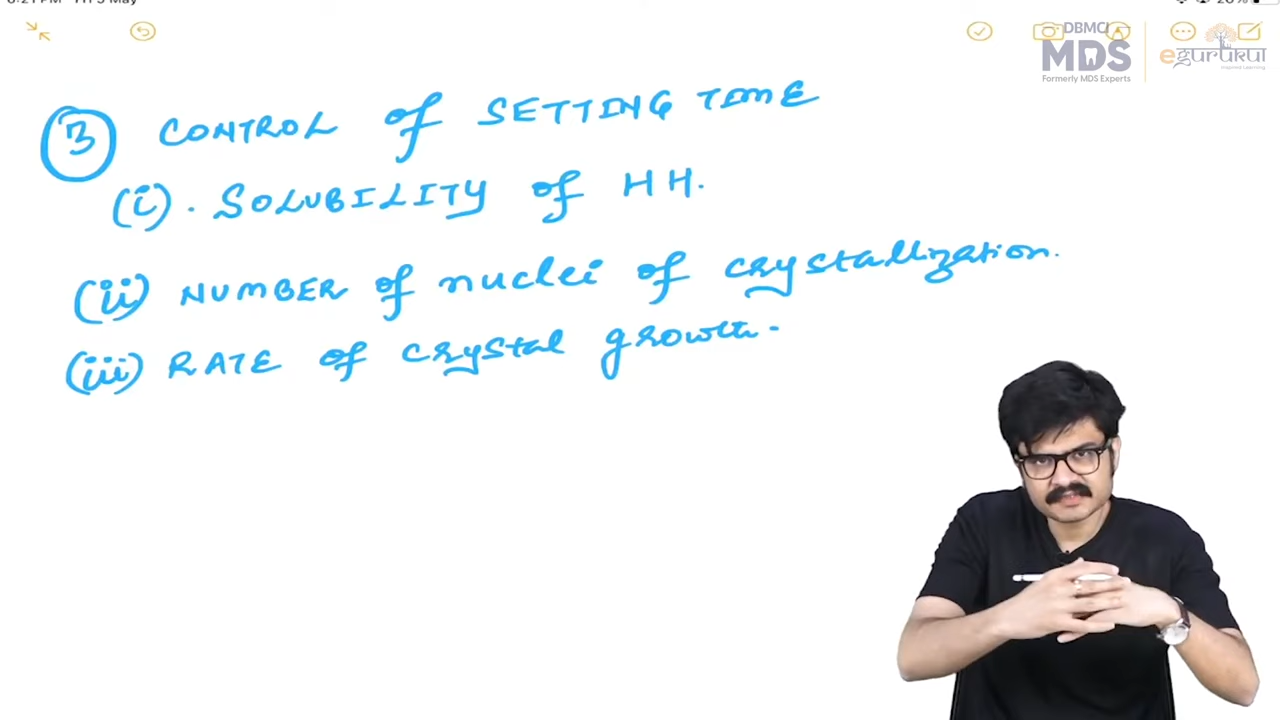 DBMCI
MDS
Formerly MDS Experts
egurukul
3 CONTROL of SETTING TIME
(i). SOLUBILITY of HH.
(ii) NUMBER of nuclei of crystallization.
(iii) RATE of crystal growth.